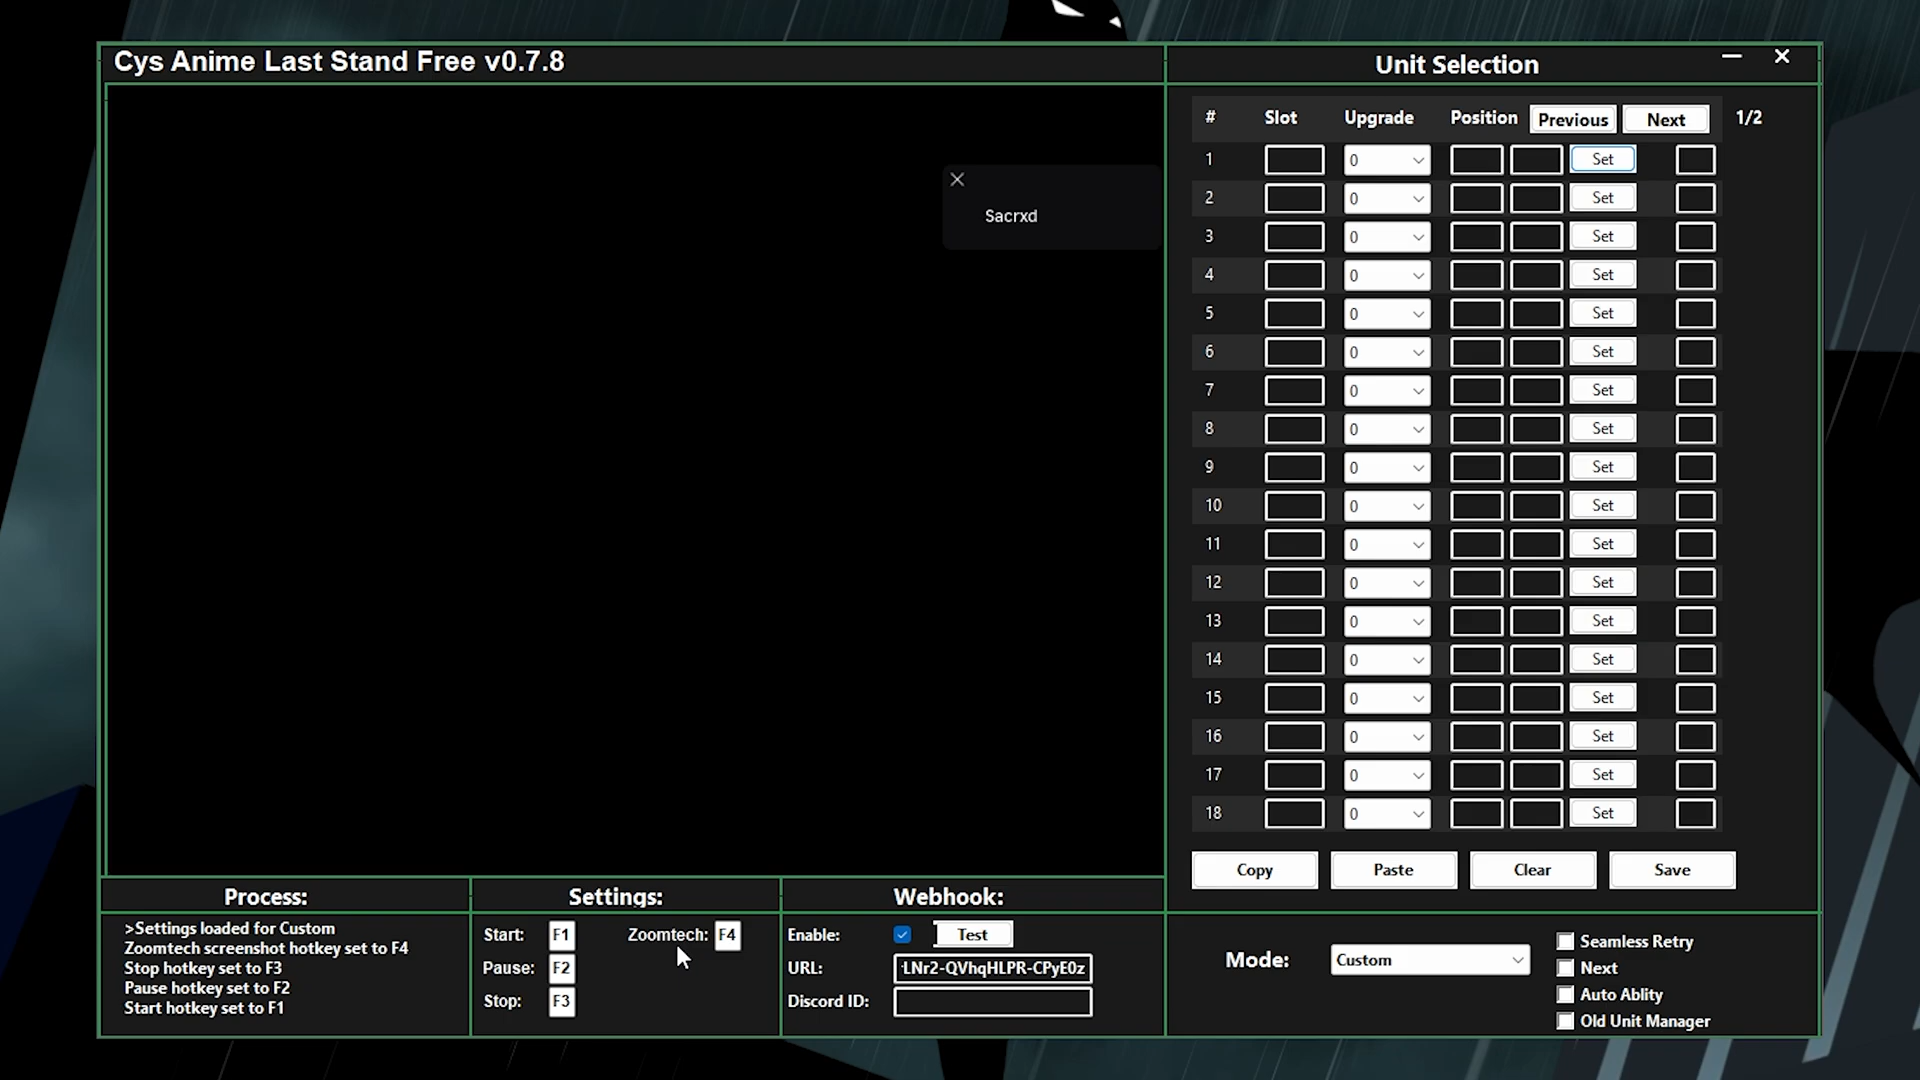 Cys Anime Last Stand Free v0.7.8
Unit Selection
# Slot Upgrade Position Previous Next 1/2
1 0 Set
2 0 Set
3 0 Set
4 0 Set
5 0 Set
6 0 Set
7 0 Set
8 0 Set
9 0 Set
10 0 Set
11 0 Set
12 0 Set
13 0 Set
14 0 Set
15 0 Set
16 0 Set
17 0 Set
18 0 Set
Copy Paste Clear Save
Sacrxd
Process:
>Settings loaded for Custom
Zoomtech screenshot hotkey set to F4
Stop hotkey set to F3
Pause hotkey set to F2
Start hotkey set to F1
Settings:
Start: F1 Zoomtech: F4
Pause: F2
Stop: F3
Webhook:
Enable: Test
URL: LNr2-QVhqHLPR-CPyE0z
Discord ID:
Mode: Custom
Seamless Retry
Next
Auto Ablity
Old Unit Manager